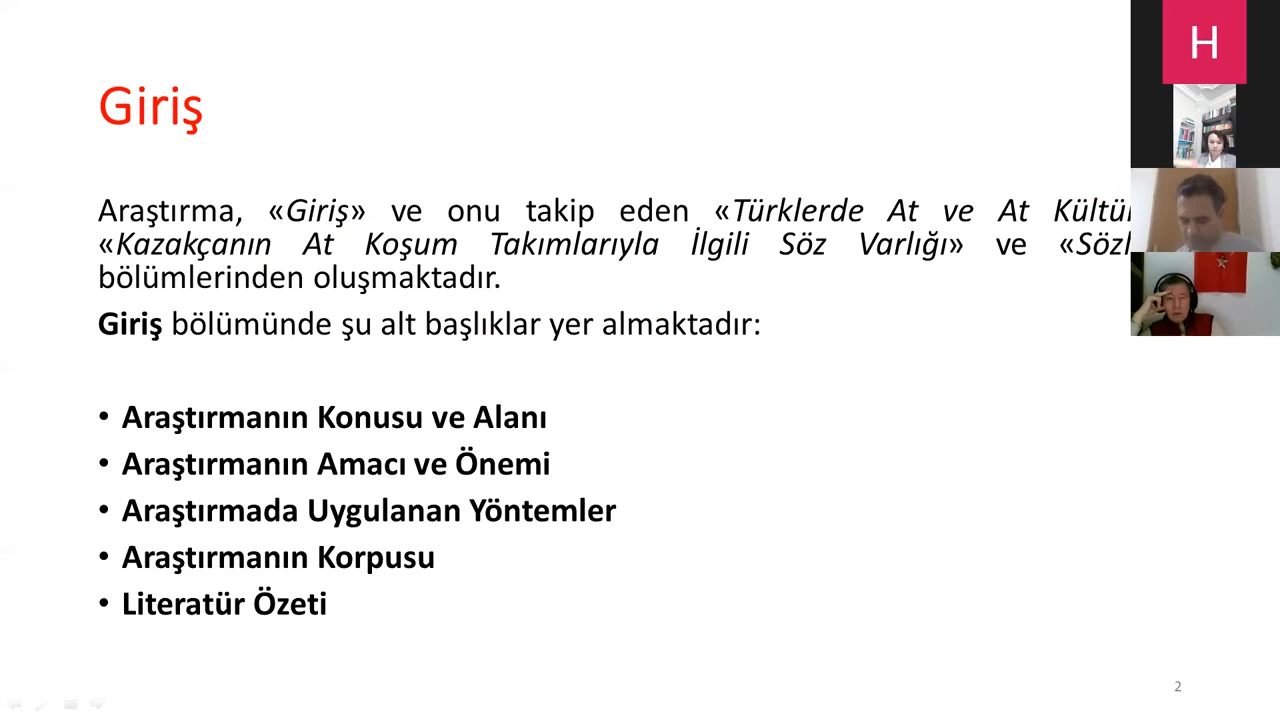 Giriş
Araştırma, «Giriş» ve onu takip eden «Türklerde At ve At
«Kazakçanın At Koşum Takımlarıyla İlgili Söz Varlığı» ve
bölümlerinden oluşmaktadır.
Giriş bölümünde şu alt başlıklar yer almaktadır:
• Araştırmanın Konusu ve Alanı
• Araştırmanın Amacı ve Önemi
• Araştırmada Uygulanan Yöntemler
• Araştırmanın Korpusu
• Literatür Özeti
H
2